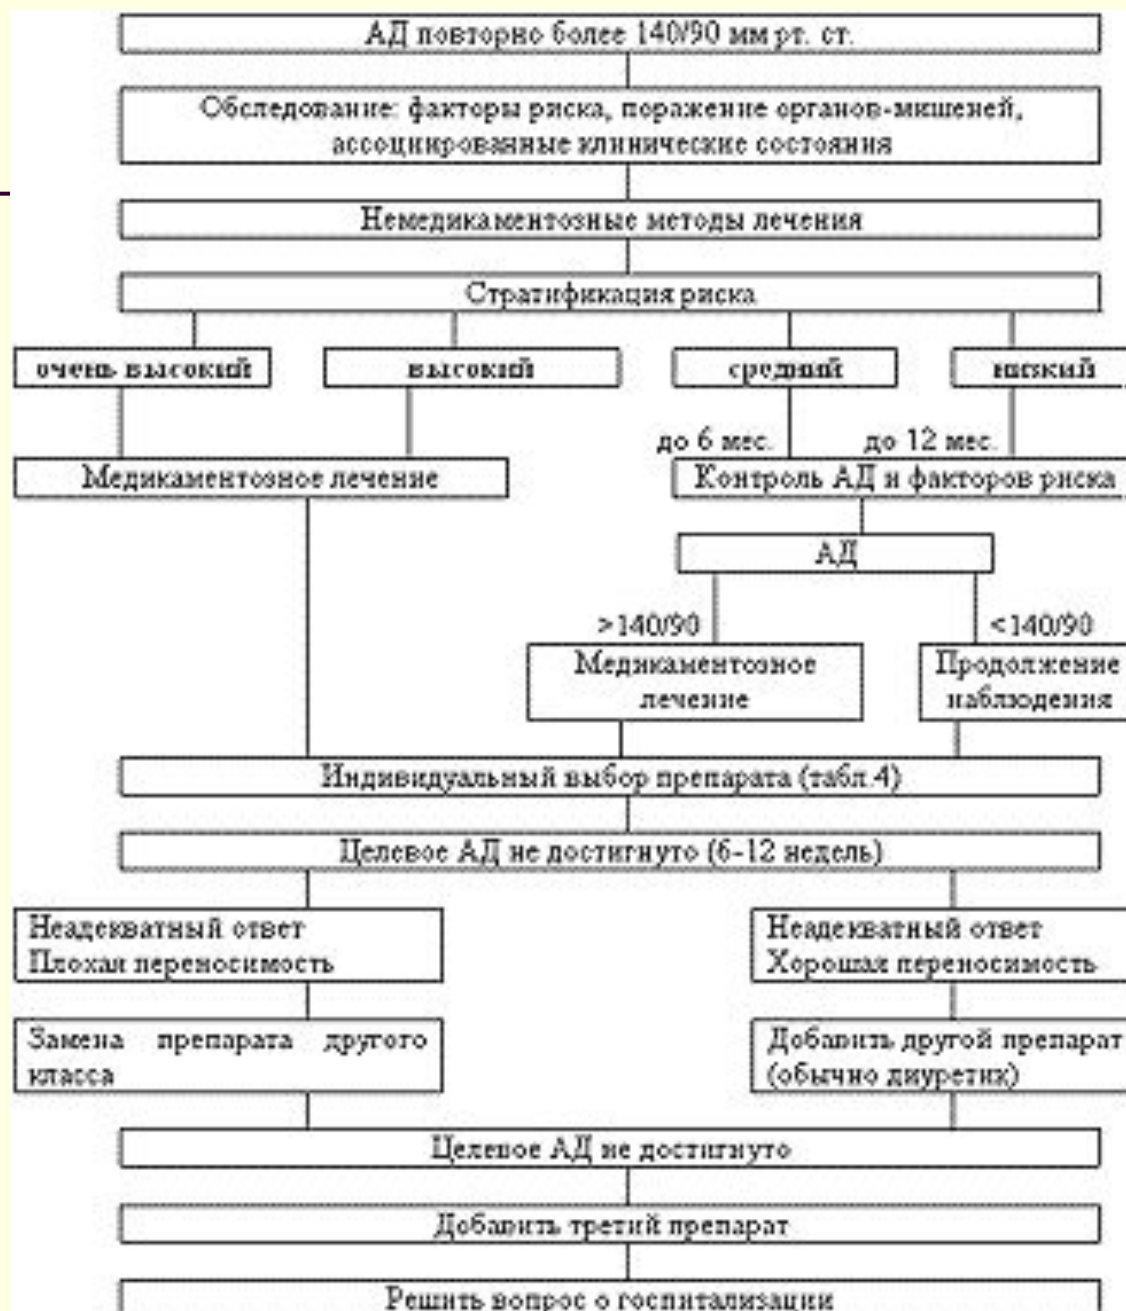 АД повторно более 140/90 мм рт. ст.
Обследование: факторы риска, поражение органов-мишеней,
ассоциированные клинические состояния
Немедикаментозные методы лечения
Стратификация риска
очень высокий
высокий
средний
низкий
до 6 мес.
до 12 мес.
Медикаментозное лечение
Контроль АД и факторов риска
АД
>140/90
<140/90
Медикаментозное
лечение
Продолжение
наблюдения
Индивидуальный выбор препарата (табл.4)
Целевое АД не достигнуто (6-12 недель)
Неадекватный ответ
Плохая переносимость
Неадекватный ответ
Хорошая переносимость
Замена препарата другого
класса
Добавить другой препарат
(обычно диуретик)
Целевое АД не достигнуто
Добавить третий препарат
Решить вопрос о госпитализации